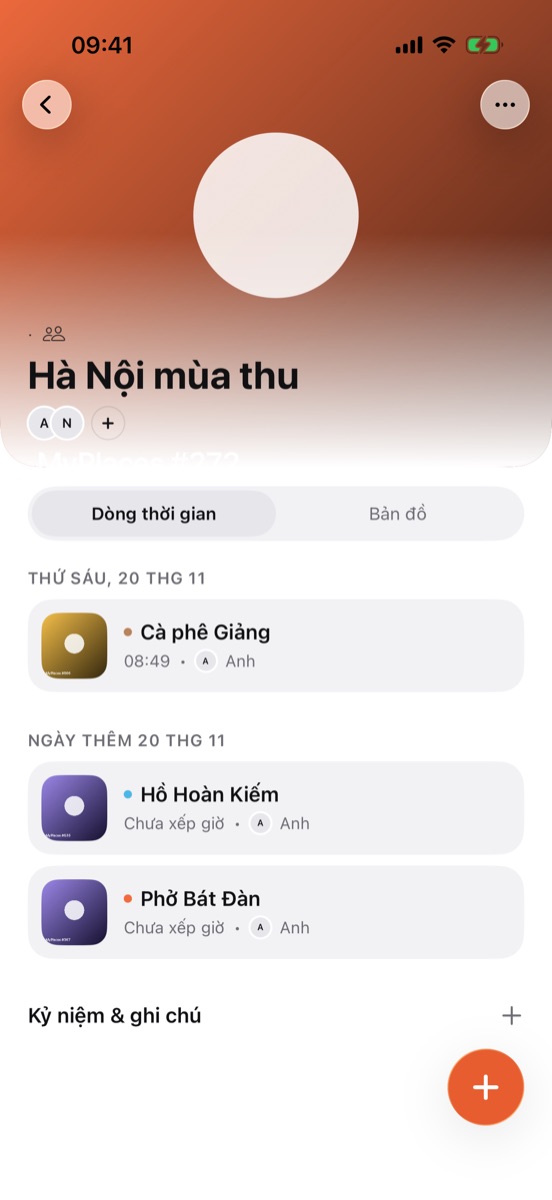 09:41
Hà Nội mùa thu
A N +
MyPlaces #272
Dòng thời gian
Bản đồ
THỨ SÁU, 20 THG 11
Cà phê Giảng
08:49 • A Anh
NGÀY THÊM 20 THG 11
Hồ Hoàn Kiếm
Chưa xếp giờ • A Anh
Phở Bát Đàn
Chưa xếp giờ • A Anh
Kỷ niệm & ghi chú